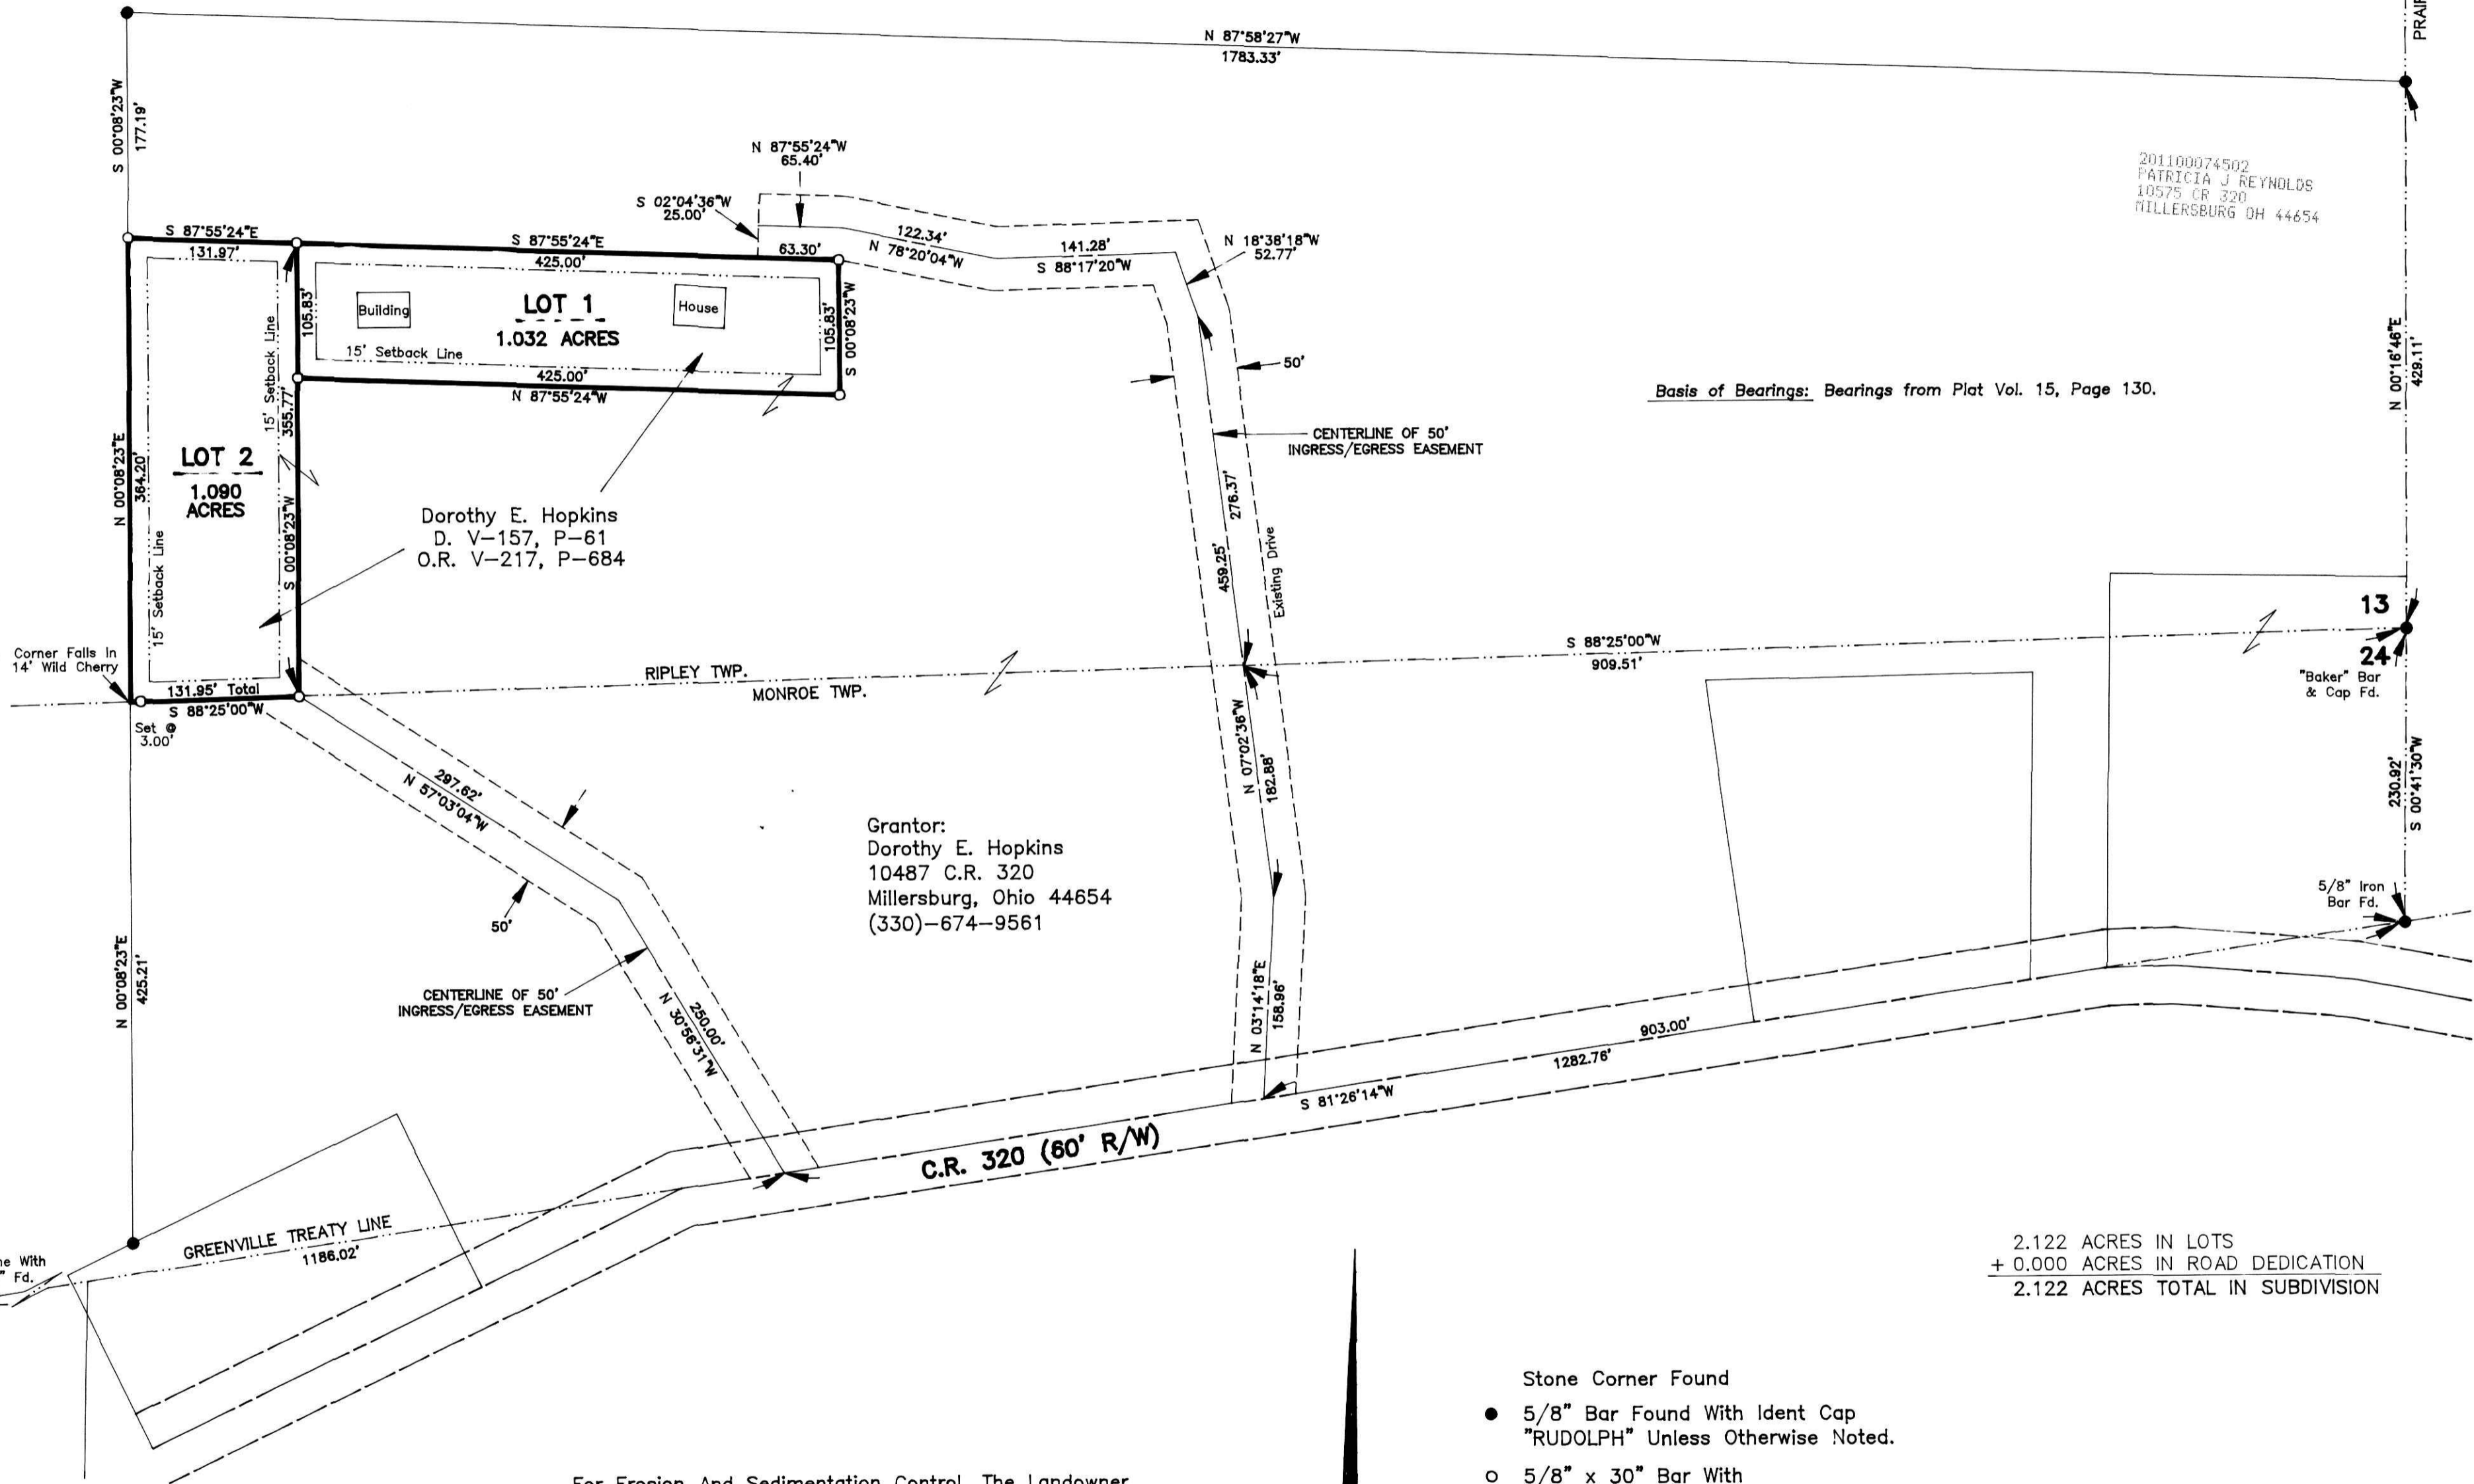 N 87°58'27"W
1783.33'
S 00°08'23"W
177.19'
N 87°55'24"W
65.40'
S 02°04'36"W
25.00'
201100074502
PATRICIA J REYNOLDS
10575 CR 320
MILLERSBURG OH 44654
S 87°55'24"E
131.97'
S 87°55'24"E
425.00'
63.30'
122.34'
N 78°20'04"W
141.28'
S 88°17'20"W
N 18°38'18"W
52.77'
105.83'
Building
LOT 1
1.032 ACRES
House
105.83'
S 00°08'23"W
15' Setback Line
425.00'
N 87°55'24"W
50'
N 00°16'46"E
429.11'
Basis of Bearings: Bearings from Plat Vol. 15, Page 130.
CENTERLINE OF 50'
INGRESS/EGRESS EASEMENT
15' Setback Line
355.77'
S 00°08'23"W
N 00°08'23"E
364.20'
LOT 2
1.090
ACRES
15' Setback Line
Dorothy E. Hopkins
D. V-157, P-61
O.R. V-217, P-684
276.37'
459.25'
Existing Drive
13
24
"Baker" Bar
& Cap Fd.
S 88°25'00"W
909.51'
Corner Falls In
14' Wild Cherry
131.95' Total
S 88°25'00"W
Set @
3.00'
RIPLEY TWP.
MONROE TWP.
N 07°02'36"W
182.88'
230.92'
S 00°41'30"W
297.62'
N 57°03'04"W
50'
Grantor:
Dorothy E. Hopkins
10487 C.R. 320
Millersburg, Ohio 44654
(330)-674-9561
5/8" Iron
Bar Fd.
N 00°08'23"E
425.21'
CENTERLINE OF 50'
INGRESS/EGRESS EASEMENT
250.00'
N 30°56'31"W
N 03°14'18"E
158.96'
903.00'
1282.76'
S 81°26'14"W
C.R. 320 (60' R/W)
GREENVILLE TREATY LINE
1186.02'
With
Fd.
2.122 ACRES IN LOTS
+ 0.000 ACRES IN ROAD DEDICATION
2.122 ACRES TOTAL IN SUBDIVISION
Stone Corner Found
● 5/8" Bar Found With Ident Cap
"RUDOLPH" Unless Otherwise Noted.
○ 5/8" x 30" Bar With
For Erosion And Sedimentation Control, The Landowner